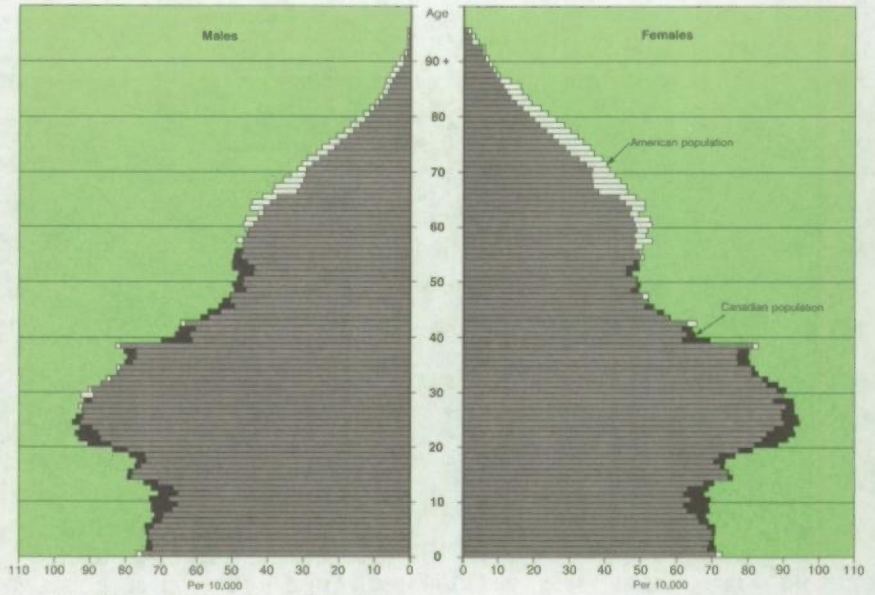 Age
Males
Females
90 +
80
American population
70
60
50
Canadian population
40
30
20
10
0
110 100 90 80 70 60 50 40 30 20 10 0
0 10 20 30 40 50 60 70 80 90 100 110
Per 10,000
Per 10,000